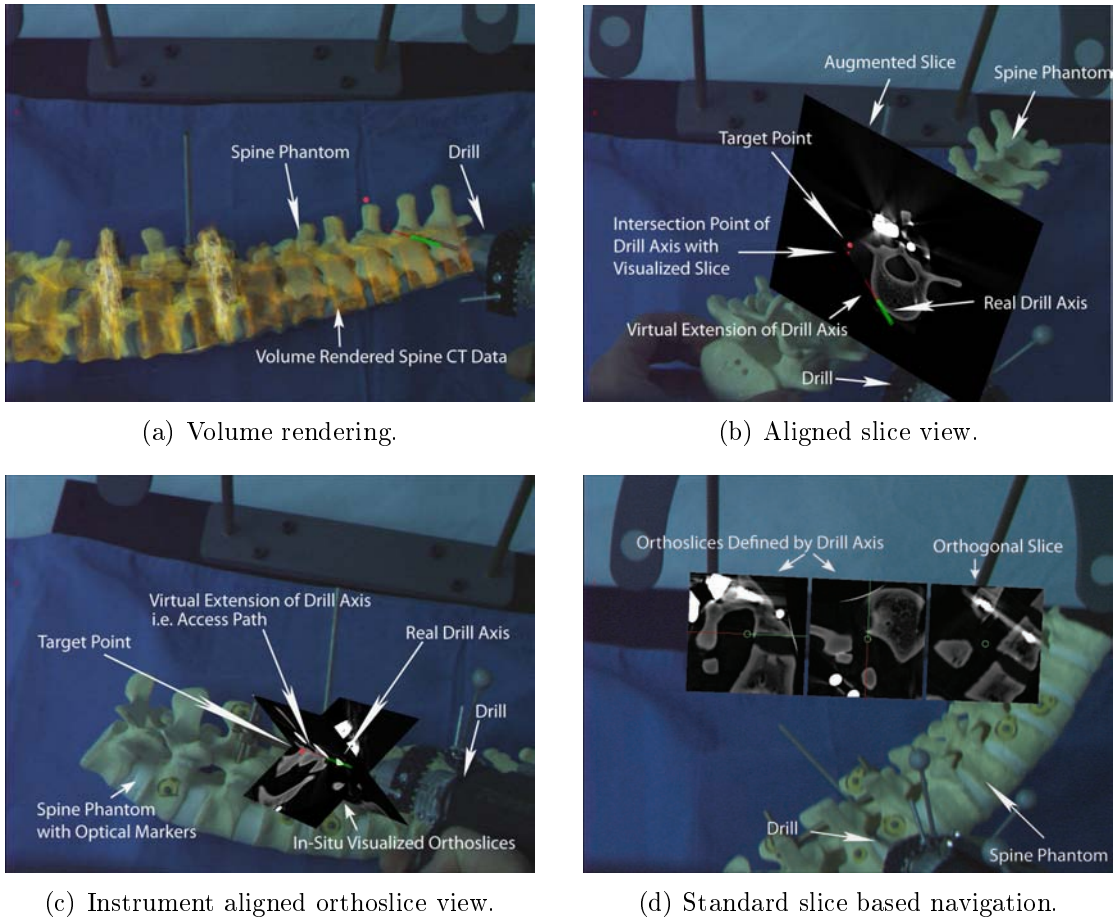 Spine Phantom
Drill
Volume Rendered Spine CT Data
(a) Volume rendering.
Augmented Slice
Spine Phantom
Target Point
Intersection Point of
Drill Axis with
Visualized Slice
Real Drill Axis
Virtual Extension of Drill Axis
Drill
(b) Aligned slice view.
Virtual Extension of Drill Axis
i.e. Access Path
Target Point
Real Drill Axis
Drill
Spine Phantom
with Optical Markers
In-Situ Visualized Orthoslices
(c) Instrument aligned orthoslice view.
Orthoslices Defined by Drill Axis
Orthogonal Slice
Drill
Spine Phantom
(d) Standard slice based navigation.